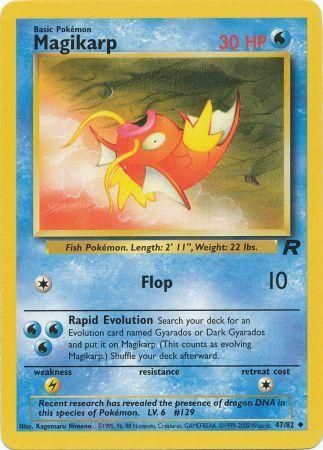 Basic Pokémon
Magikarp 30 HP
Fish Pokémon. Length: 2' 11", Weight: 22 lbs.
R
Flop 10
Rapid Evolution Search your deck for an
Evolution card named Gyarados or Dark Gyarados
and put it on Magikarp. (This counts as evolving
Magikarp.) Shuffle your deck afterward.
weakness resistance retreat cost
Recent research has revealed the presence of dragon DNA in
this species of Pokémon. LV. 6 #129
Illus. Kagemaru Himeno ©1995, 96, 98 Nintendo, Creatures, GAMEFREAK. ©1999-2000 Wizards. 47/82